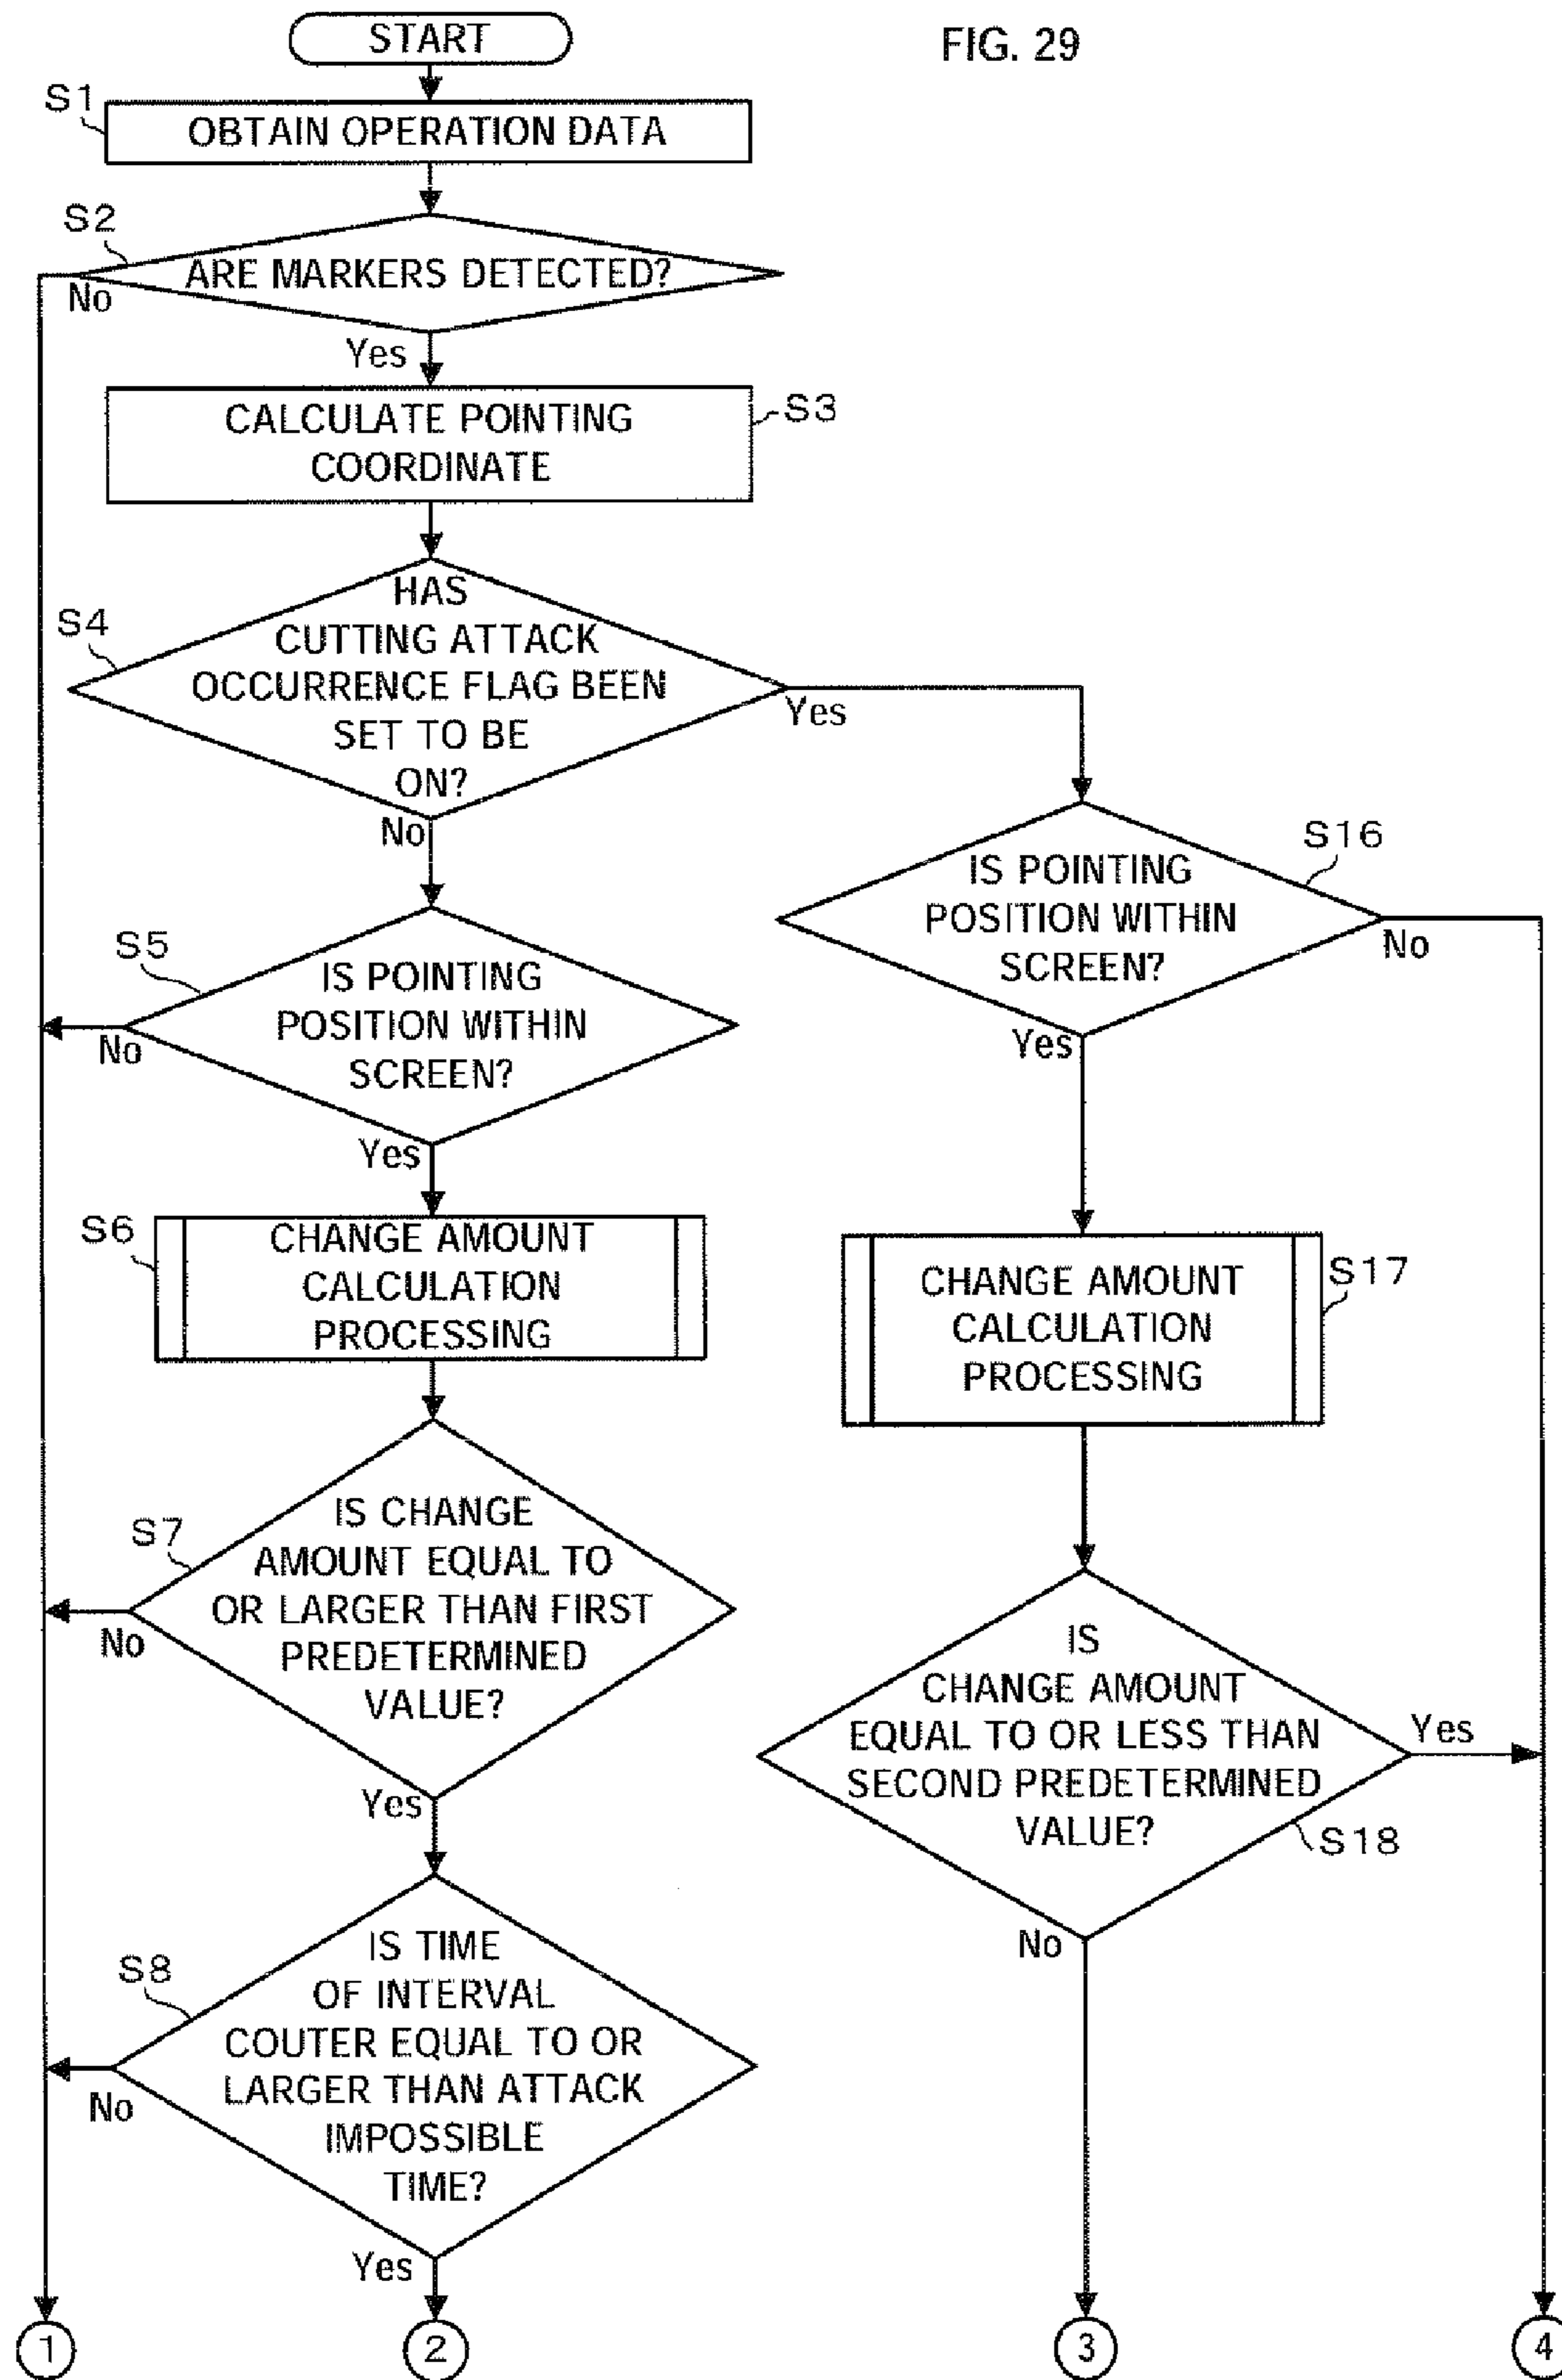 FIG. 29
START
S1
OBTAIN OPERATION DATA
S2
ARE MARKERS DETECTED?
No
Yes
CALCULATE POINTING
COORDINATE
S3
S4
HAS
CUTTING ATTACK
OCCURRENCE FLAG BEEN
SET TO BE
ON?
Yes
No
S5
IS POINTING
POSITION WITHIN
SCREEN?
No
Yes
S6
CHANGE AMOUNT
CALCULATION
PROCESSING
S7
IS CHANGE
AMOUNT EQUAL TO
OR LARGER THAN FIRST
PREDETERMINED
VALUE?
No
Yes
S8
IS TIME
OF INTERVAL
COUTER EQUAL TO OR
LARGER THAN ATTACK
IMPOSSIBLE
TIME?
No
Yes
S16
IS POINTING
POSITION WITHIN
SCREEN?
No
Yes
CHANGE AMOUNT
CALCULATION
PROCESSING
S17
IS
CHANGE AMOUNT
EQUAL TO OR LESS THAN
SECOND PREDETERMINED
VALUE?
Yes
S18
No
1
2
3
4